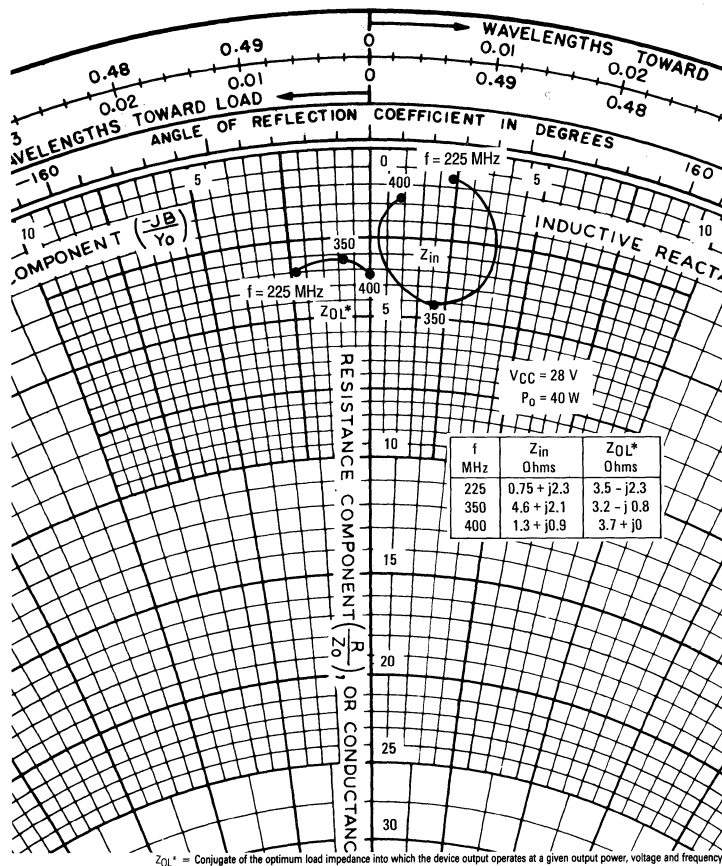 WAVELENGTHS TOWARD
0.48 0.49 0 0.01 0.02
0.02 0.01 0 0.49 0.48
3
AVELENGTHS TOWARD LOAD
ANGLE OF REFLECTION COEFFICIENT IN DEGREES
-160 160
10 5 0 5 10
f = 225 MHz
400
OMPONENT (-JB/Yo)
INDUCTIVE REACTA
Zin
350
f = 225 MHz
400
ZOL*
5
350
VCC = 28 V
Po = 40 W
RESISTANCE COMPONENT (R/Zo), OR CONDUCTANC
10
f MHz Zin Ohms ZOL* Ohms
225 0.75 + j2.3 3.5 – j2.3
350 4.6 + j2.1 3.2 – j 0.8
400 1.3 + j0.9 3.7 + j0
15
20
25
30
ZOL* = Conjugate of the optimum load impedance into which the device output operates at a given output power, voltage and frequency